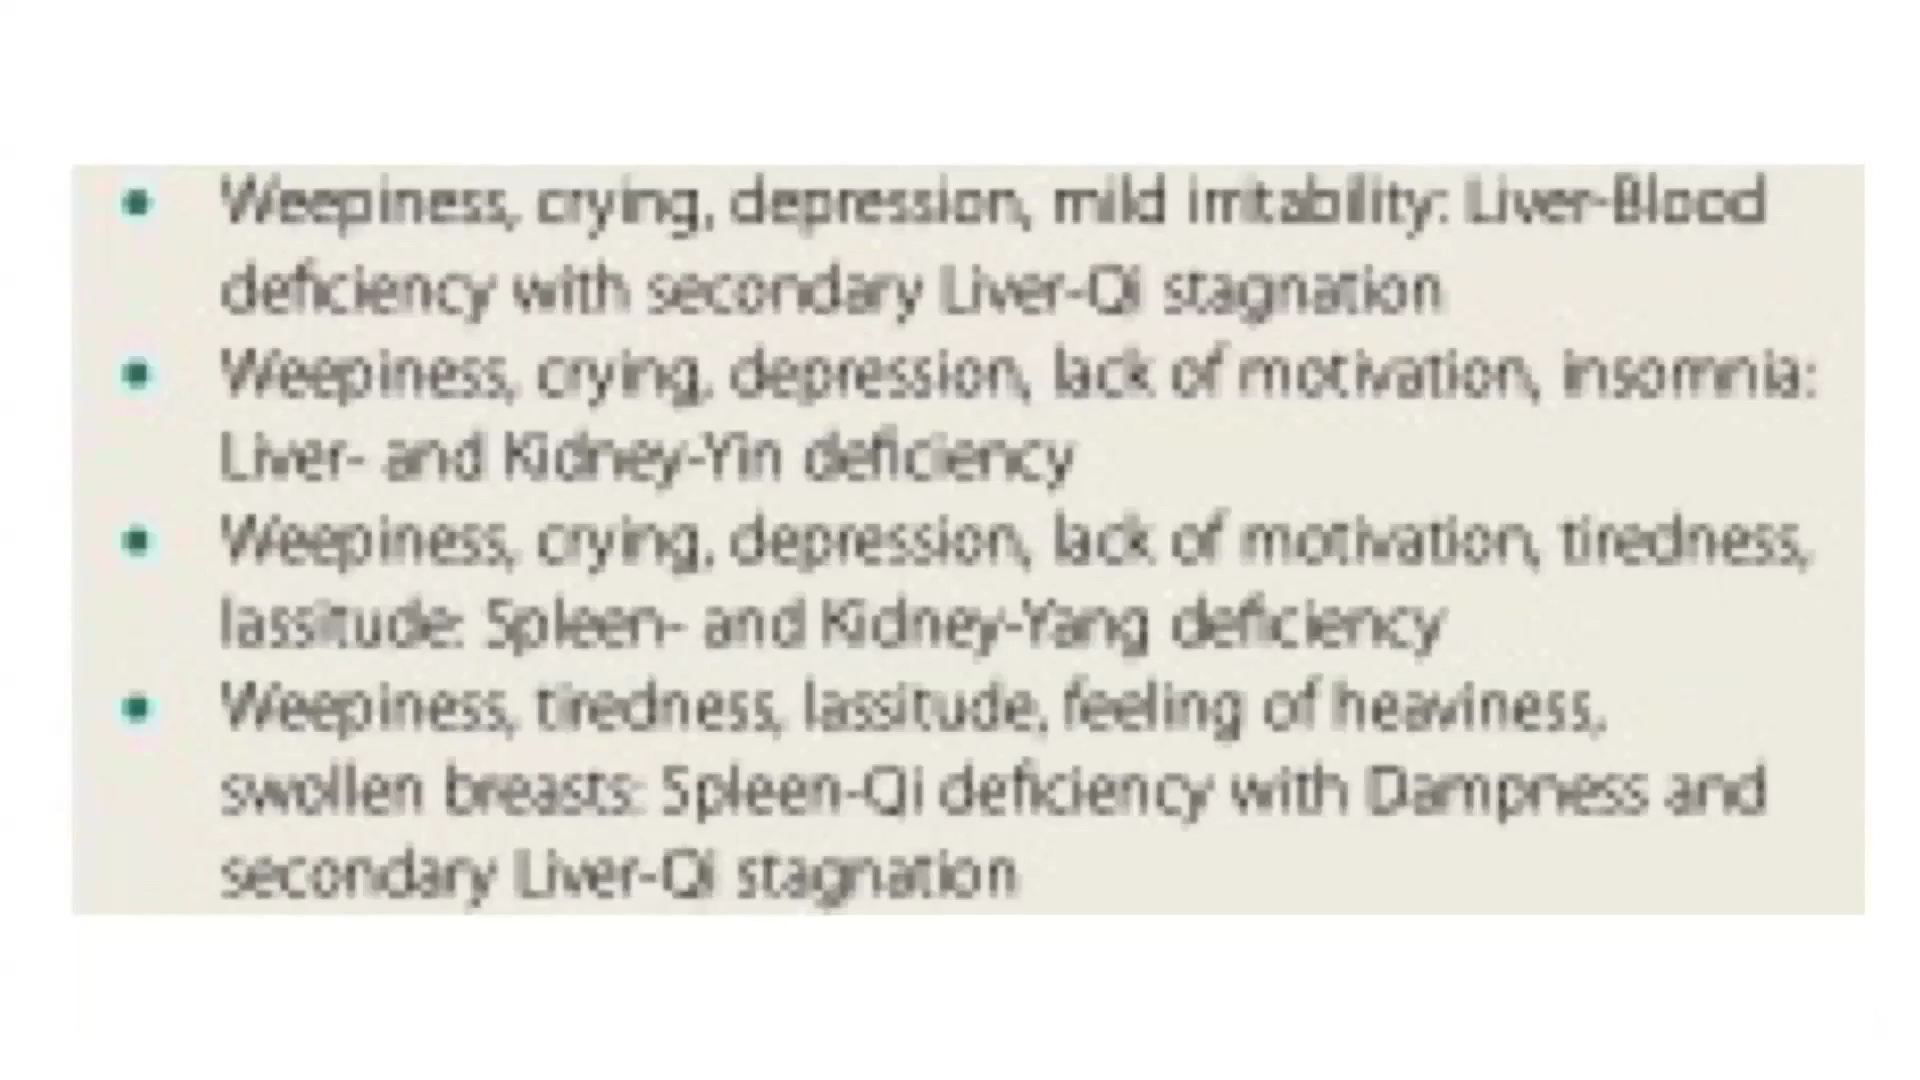 • Weepiness, crying, depression, mild irritability: Liver-Blood
deficiency with secondary Liver-Qi stagnation
• Weepiness, crying, depression, lack of motivation, insomnia:
Liver- and Kidney-Yin deficiency
• Weepiness, crying, depression, lack of motivation, tiredness,
lassitude: Spleen- and Kidney-Yang deficiency
• Weepiness, tiredness, lassitude, feeling of heaviness,
swollen breasts: Spleen-Qi deficiency with Dampness and
secondary Liver-Qi stagnation